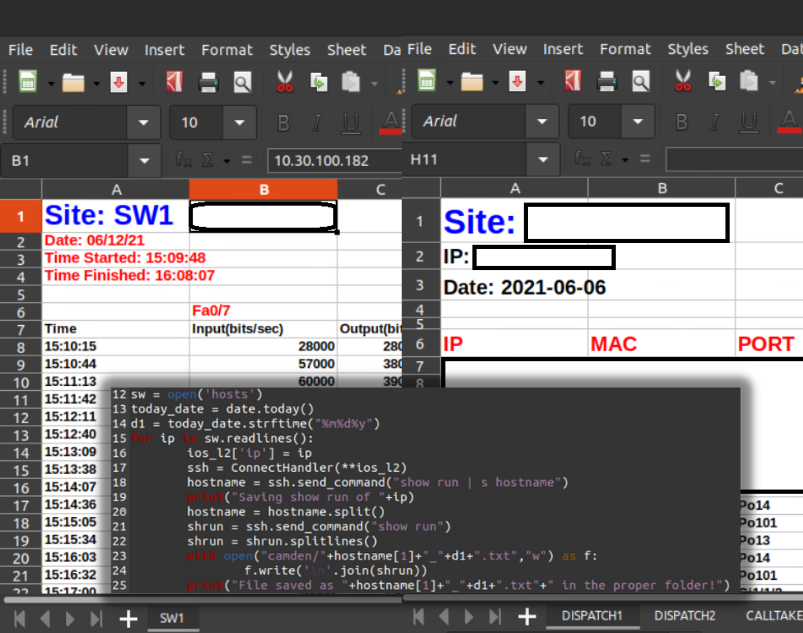 File Edit View Insert Format Styles Sheet Da
Arial 10 B I U A
B1 fx Σ = 10.30.100.182
A B C
1 Site: SW1
2 Date: 06/12/21
3 Time Started: 15:09:48
4 Time Finished: 16:08:07
5
6 Fa0/7
7 Time Input(bits/sec) Output(bit
8 15:10:15 28000 280
9 15:10:44 57000 380
10 15:11:13 60000 390
11 15:11:42
12 15:12:11
13 15:12:40
14 15:13:09
15 15:13:38
16 15:14:07
17 15:14:36
18 15:15:05
19 15:15:34
20 15:16:03
21 15:16:32
22 15:17:00
SW1
File Edit View Insert Format Styles Sheet Dat
Arial 10 B I U A
H11 fx Σ =
A B C
1 Site:
2 IP:
3 Date: 2021-06-06
4
5
6 IP MAC PORT
7
8
Po14
Po101
Po13
Po14
Po101
DISPATCH1 DISPATCH2 CALLTAKE
12 sw = open('hosts')
13 today_date = date.today()
14 d1 = today_date.strftime("%m%d%y")
15 for ip in sw.readlines():
16 ios_l2['ip'] = ip
17 ssh = ConnectHandler(**ios_l2)
18 hostname = ssh.send_command("show run | s hostname")
19 print("Saving show run of "+ip)
20 hostname = hostname.split()
21 shrun = ssh.send_command("show run")
22 shrun = shrun.splitlines()
23 with open("camden/"+hostname[1]+"_"+d1+".txt","w") as f:
24 f.write('\n'.join(shrun))
25 print("File saved as "+hostname[1]+"_"+d1+".txt"+" in the proper folder!")